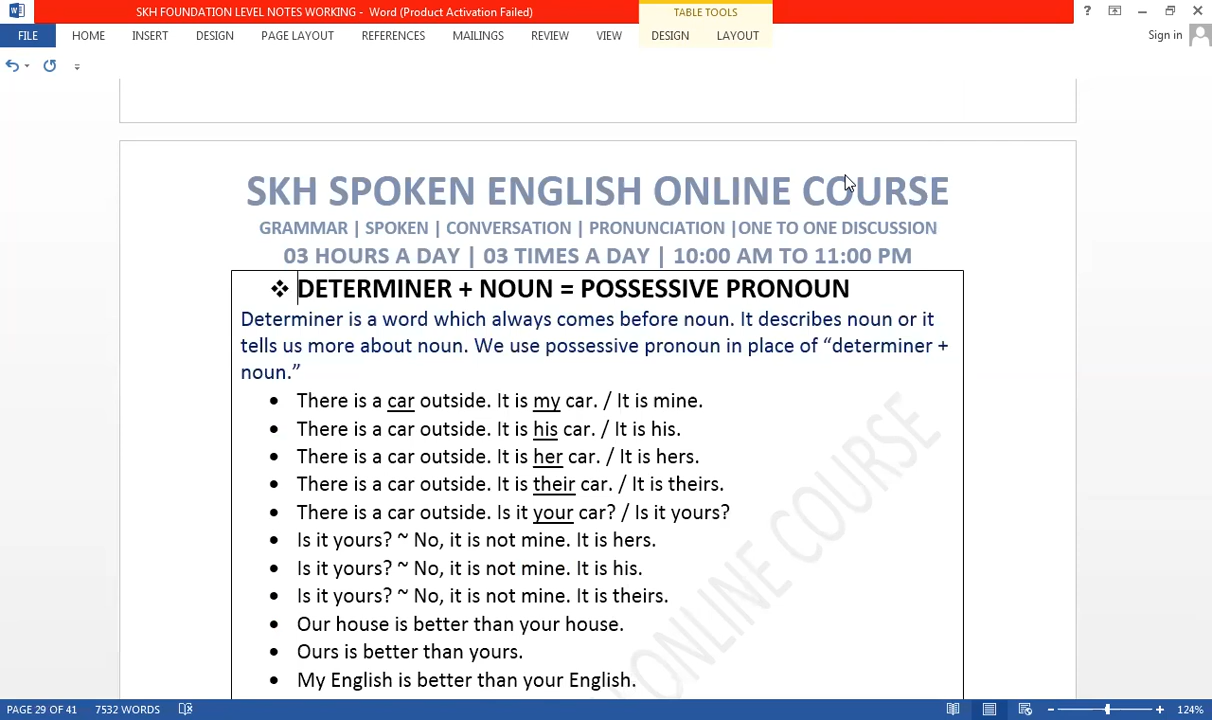 SKH FOUNDATION LEVEL NOTES WORKING - Word (Product Activation Failed)
TABLE TOOLS
?
FILE HOME INSERT DESIGN PAGE LAYOUT REFERENCES MAILINGS REVIEW VIEW DESIGN LAYOUT Sign in
SKH SPOKEN ENGLISH ONLINE COURSE
GRAMMAR | SPOKEN | CONVERSATION | PRONUNCIATION |ONE TO ONE DISCUSSION
03 HOURS A DAY | 03 TIMES A DAY | 10:00 AM TO 11:00 PM
❖ DETERMINER + NOUN = POSSESSIVE PRONOUN
Determiner is a word which always comes before noun. It describes noun or it
tells us more about noun. We use possessive pronoun in place of “determiner +
noun.”
• There is a car outside. It is my car. / It is mine.
• There is a car outside. It is his car. / It is his.
• There is a car outside. It is her car. / It is hers.
• There is a car outside. It is their car. / It is theirs.
• There is a car outside. Is it your car? / Is it yours?
• Is it yours? ~ No, it is not mine. It is hers.
• Is it yours? ~ No, it is not mine. It is his.
• Is it yours? ~ No, it is not mine. It is theirs.
• Our house is better than your house.
• Ours is better than yours.
• My English is better than your English.
ONLINE COURSE
PAGE 29 OF 41 7532 WORDS 124%